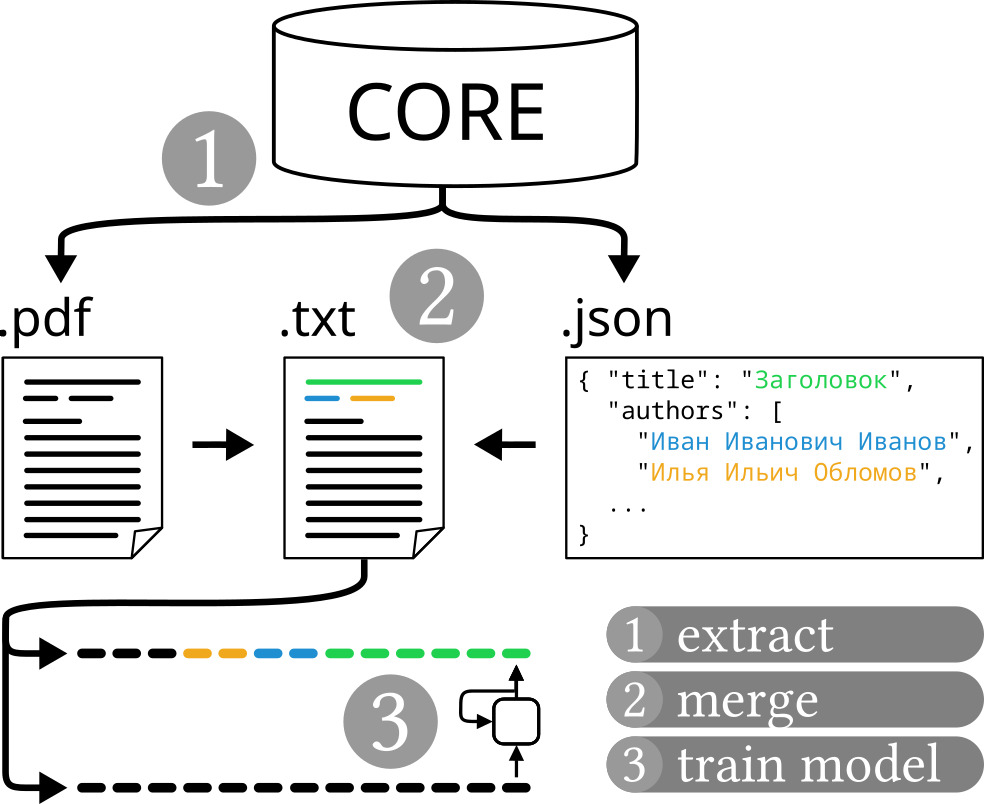 CORE
1
2
.pdf
.txt
.json
{ "title": "Заголовок",
"authors": [
"Иван Иванович Иванов",
"Илья Ильич Обломов",
...
}
3
1 extract
2 merge
3 train model